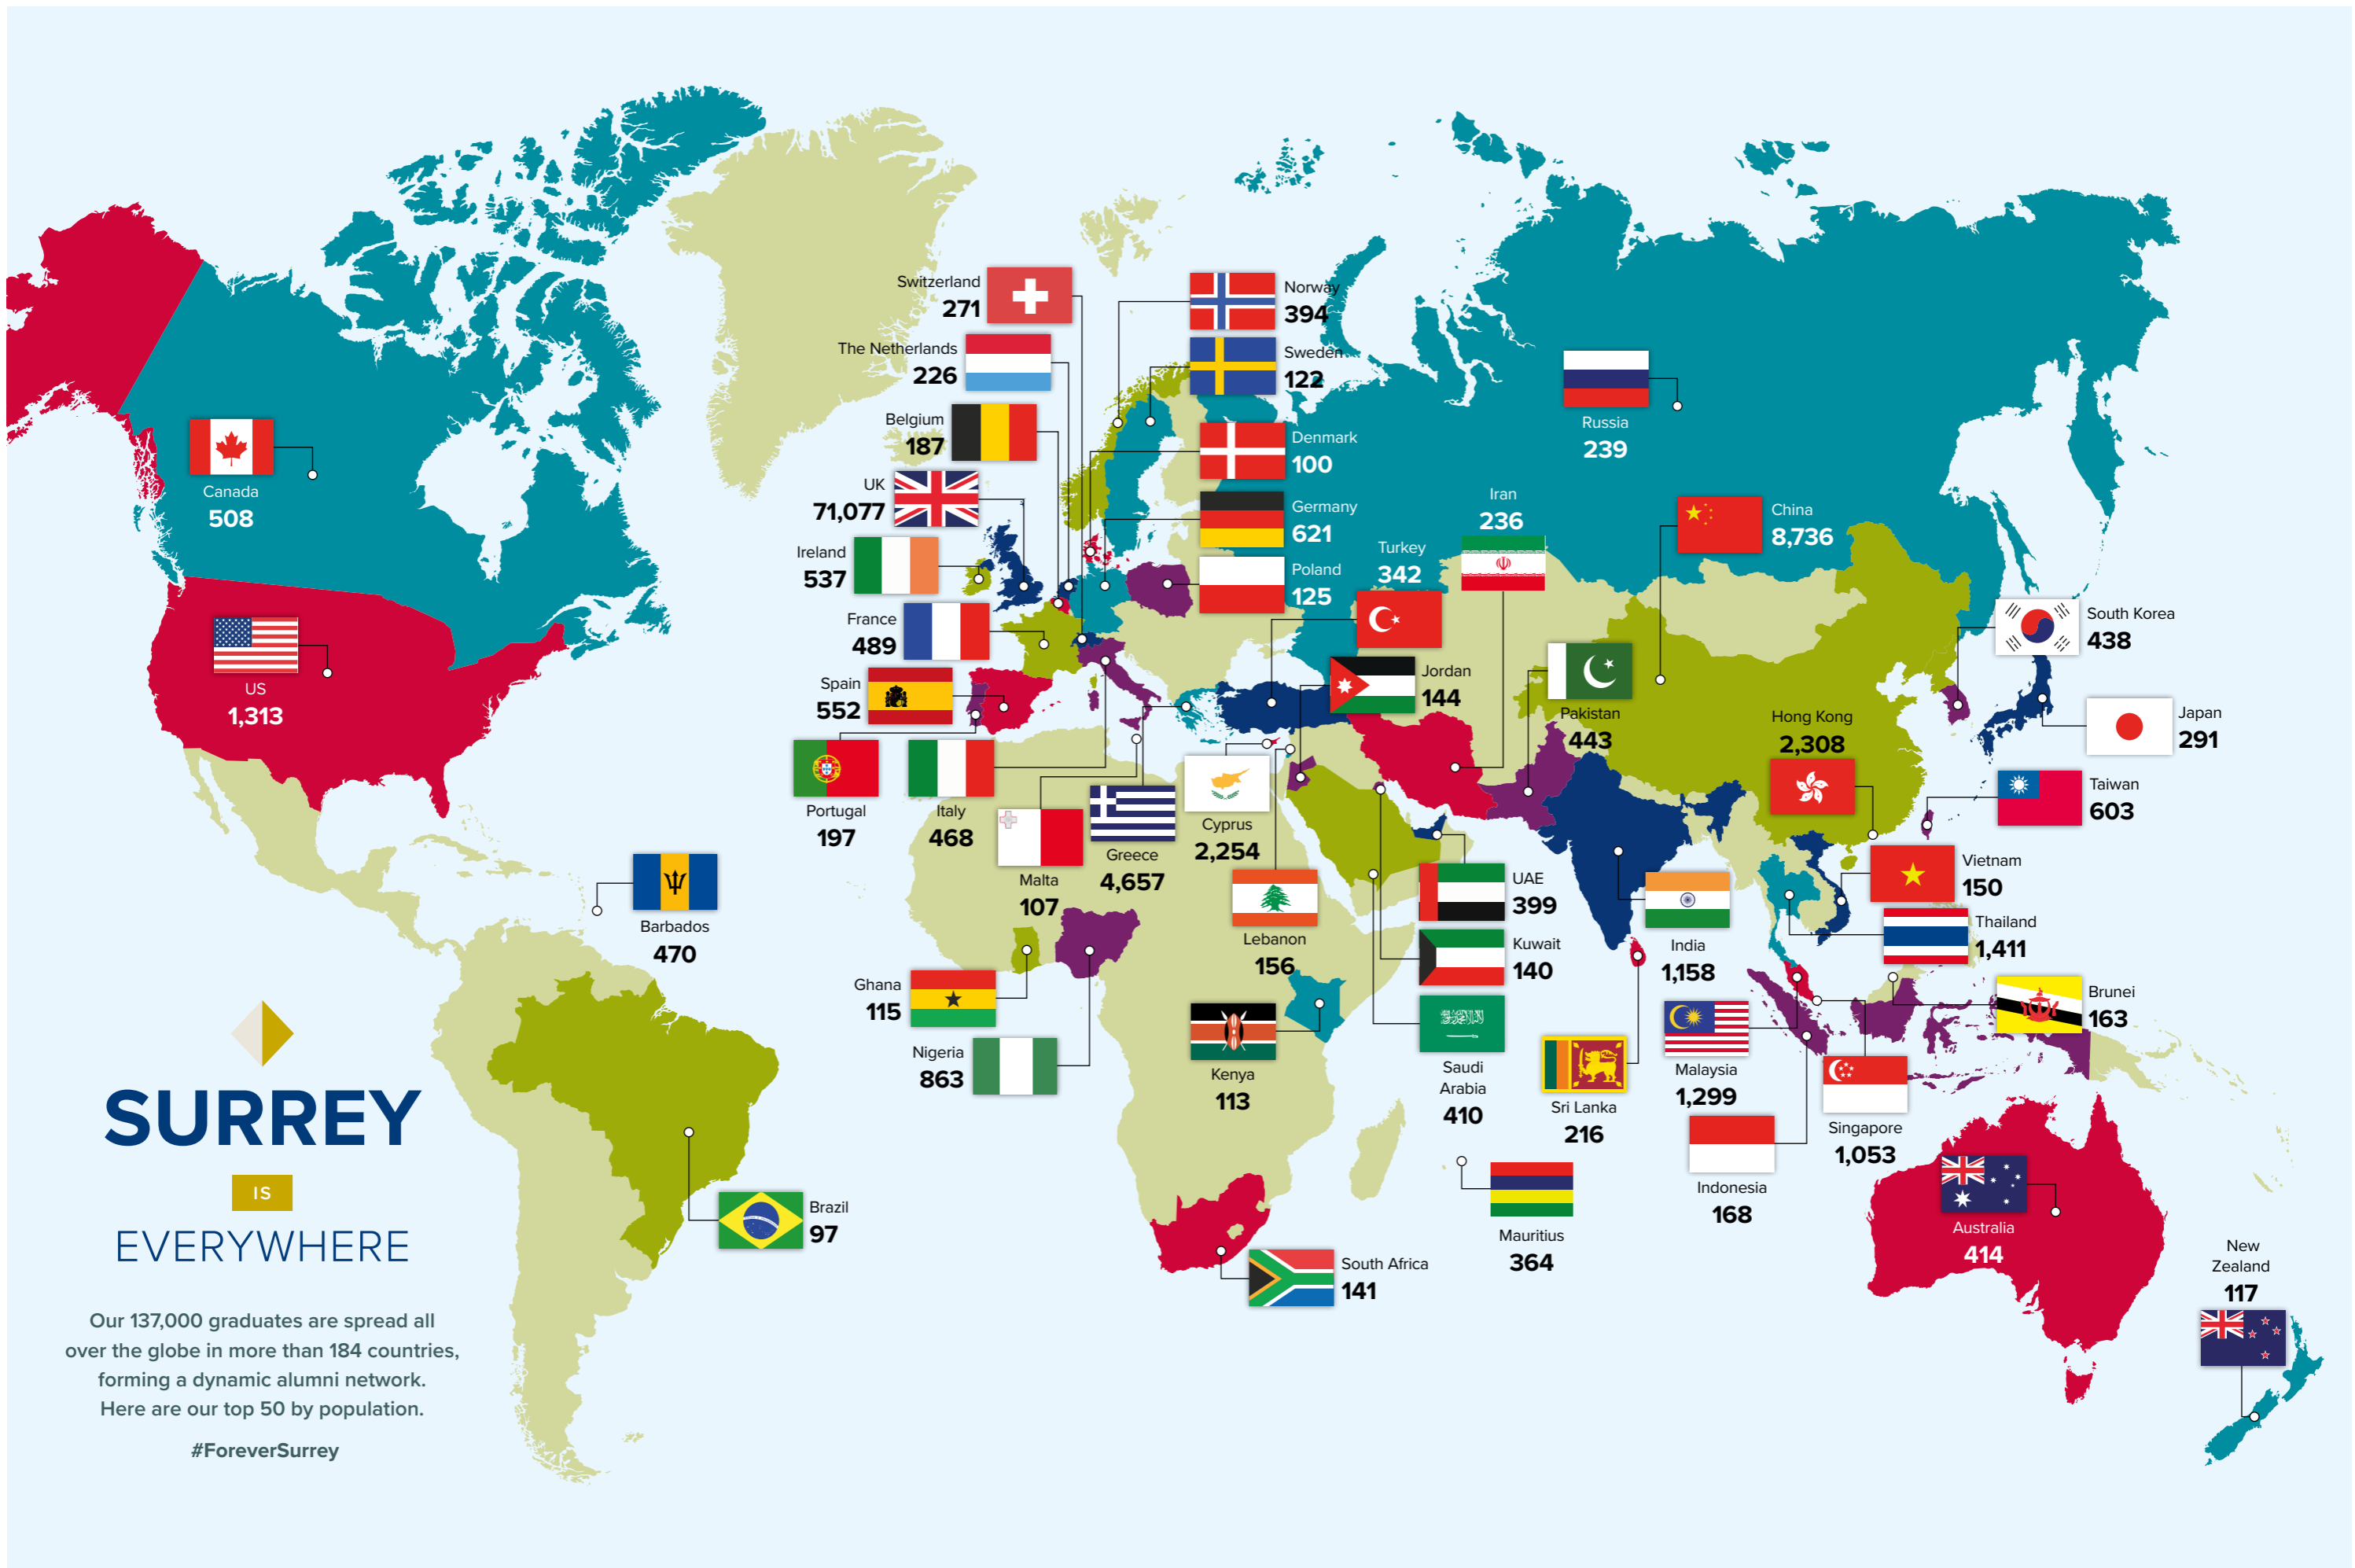 Switzerland
271
The Netherlands
226
Belgium
187
UK
71,077
Ireland
537
France
489
Spain
552
Portugal
197
Italy
468
Malta
107
Greece
4,657
Cyprus
2,254
Lebanon
156
Norway
394
Sweden
122
Denmark
100
Germany
621
Poland
125
Turkey
342
Iran
236
Jordan
144
Russia
239
China
8,736
Pakistan
443
Hong Kong
2,308
South Korea
438
Japan
291
Taiwan
603
Vietnam
150
Thailand
1,411
Brunei
163
UAE
399
Kuwait
140
Saudi
Arabia
410
India
1,158
Sri Lanka
216
Malaysia
1,299
Singapore
1,053
Indonesia
168
Mauritius
364
Australia
414
New
Zealand
117
Canada
508
US
1,313
Barbados
470
Brazil
97
Ghana
115
Nigeria
863
Kenya
113
South Africa
141
SURREY
IS
EVERYWHERE
Our 137,000 graduates are spread all
over the globe in more than 184 countries,
forming a dynamic alumni network.
Here are our top 50 by population.
#ForeverSurrey